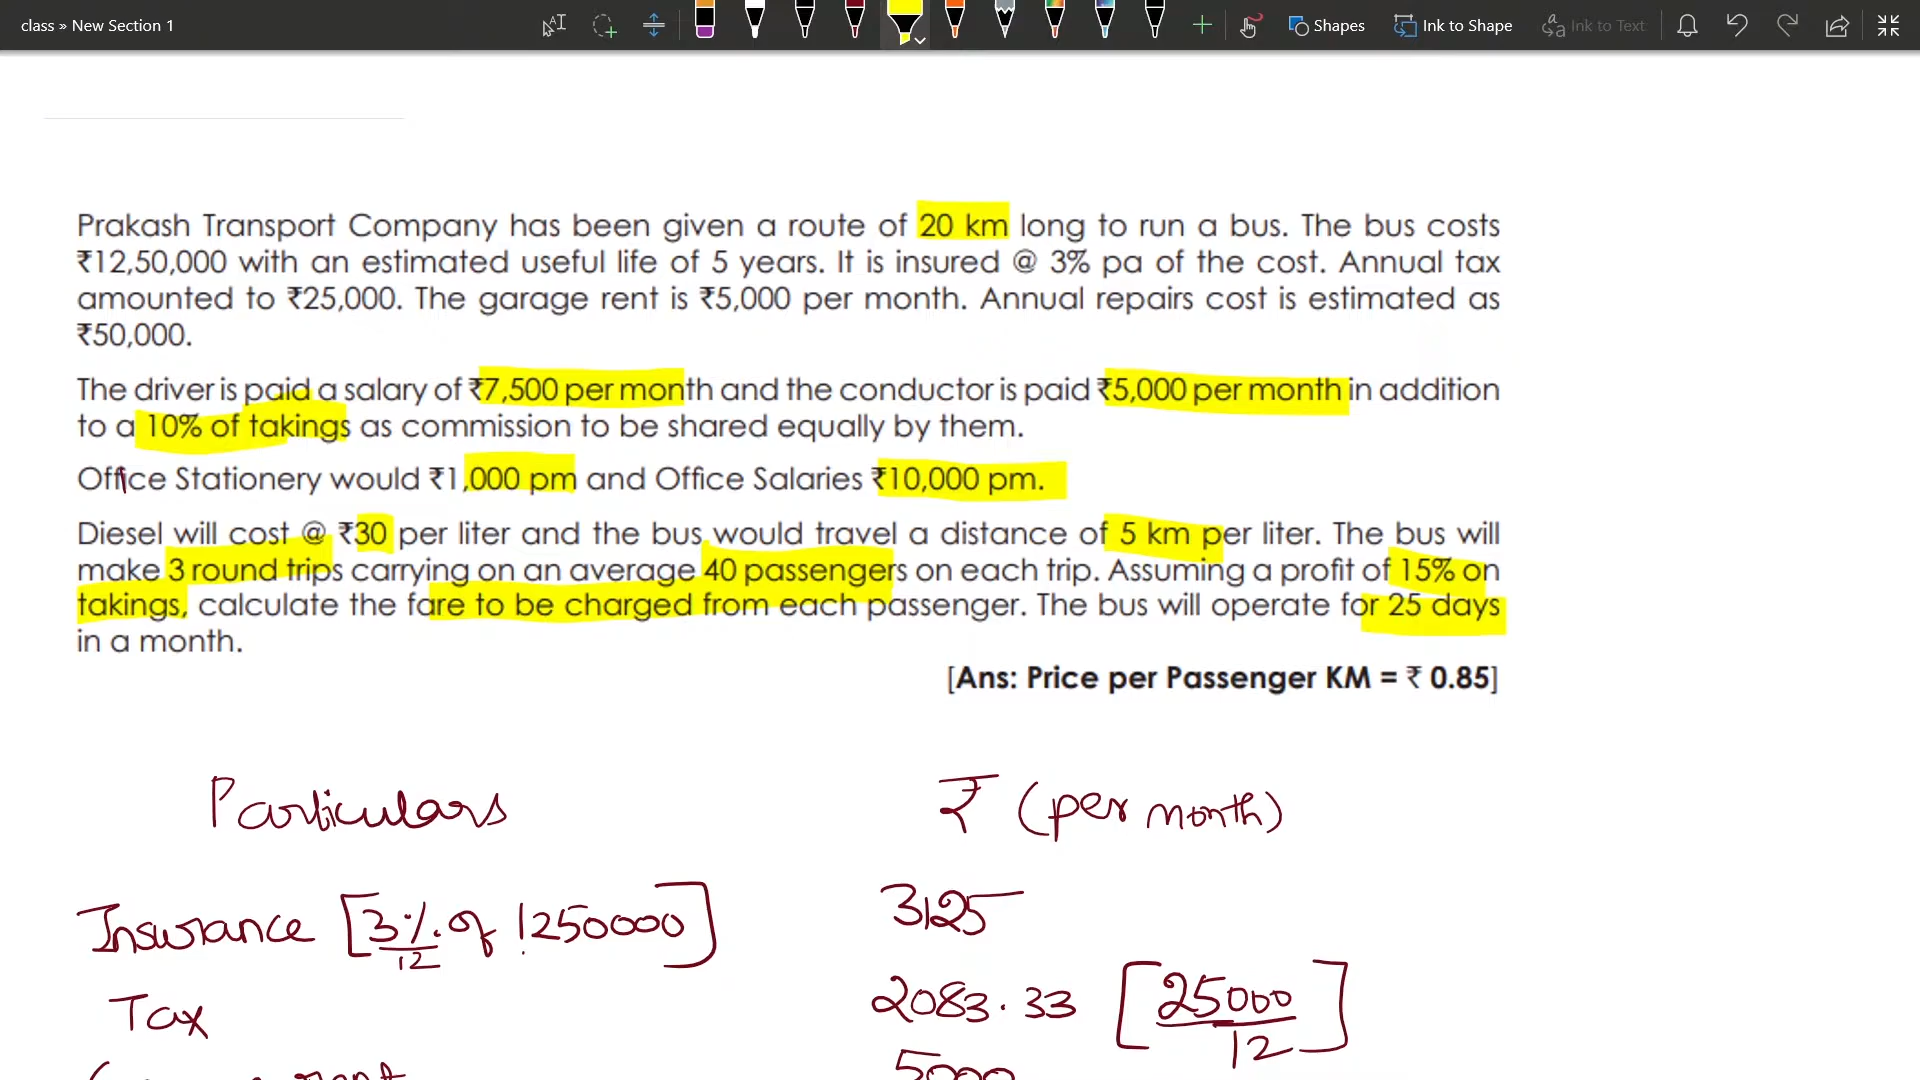 class » New Section 1
Shapes Ink to Shape Ink to Text
Prakash Transport Company has been given a route of 20 km long to run a bus. The bus costs
₹12,50,000 with an estimated useful life of 5 years. It is insured @ 3% pa of the cost. Annual tax
amounted to ₹25,000. The garage rent is ₹5,000 per month. Annual repairs cost is estimated as
₹50,000.
The driver is paid a salary of ₹7,500 per month and the conductor is paid ₹5,000 per month in addition
to a 10% of takings as commission to be shared equally by them.
Office Stationery would ₹1,000 pm and Office Salaries ₹10,000 pm.
Diesel will cost @ ₹30 per liter and the bus would travel a distance of 5 km per liter. The bus will
make 3 round trips carrying on an average 40 passengers on each trip. Assuming a profit of 15% on
takings, calculate the fare to be charged from each passenger. The bus will operate for 25 days
in a month.
[Ans: Price per Passenger KM = ₹ 0.85]
Particulars ₹ (per month)
Insurance [3%/12 of 1250000] 3125
Tax 2083.33 [25000/12]
5000